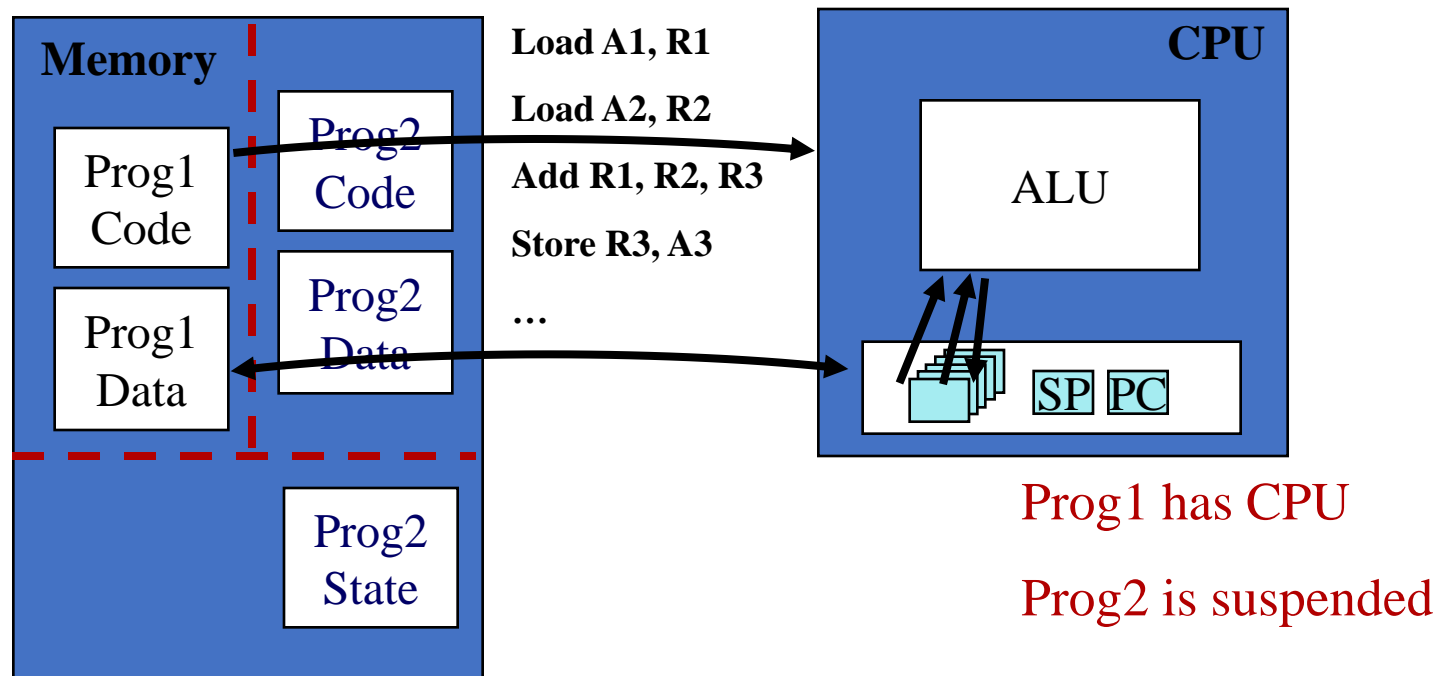 Memory
Prog1
Code
Prog1
Data
Prog2
Code
Prog2
Data
Prog2
State
Load A1, R1
Load A2, R2
Add R1, R2, R3
Store R3, A3
…
CPU
ALU
SP PC
Prog1 has CPU
Prog2 is suspended